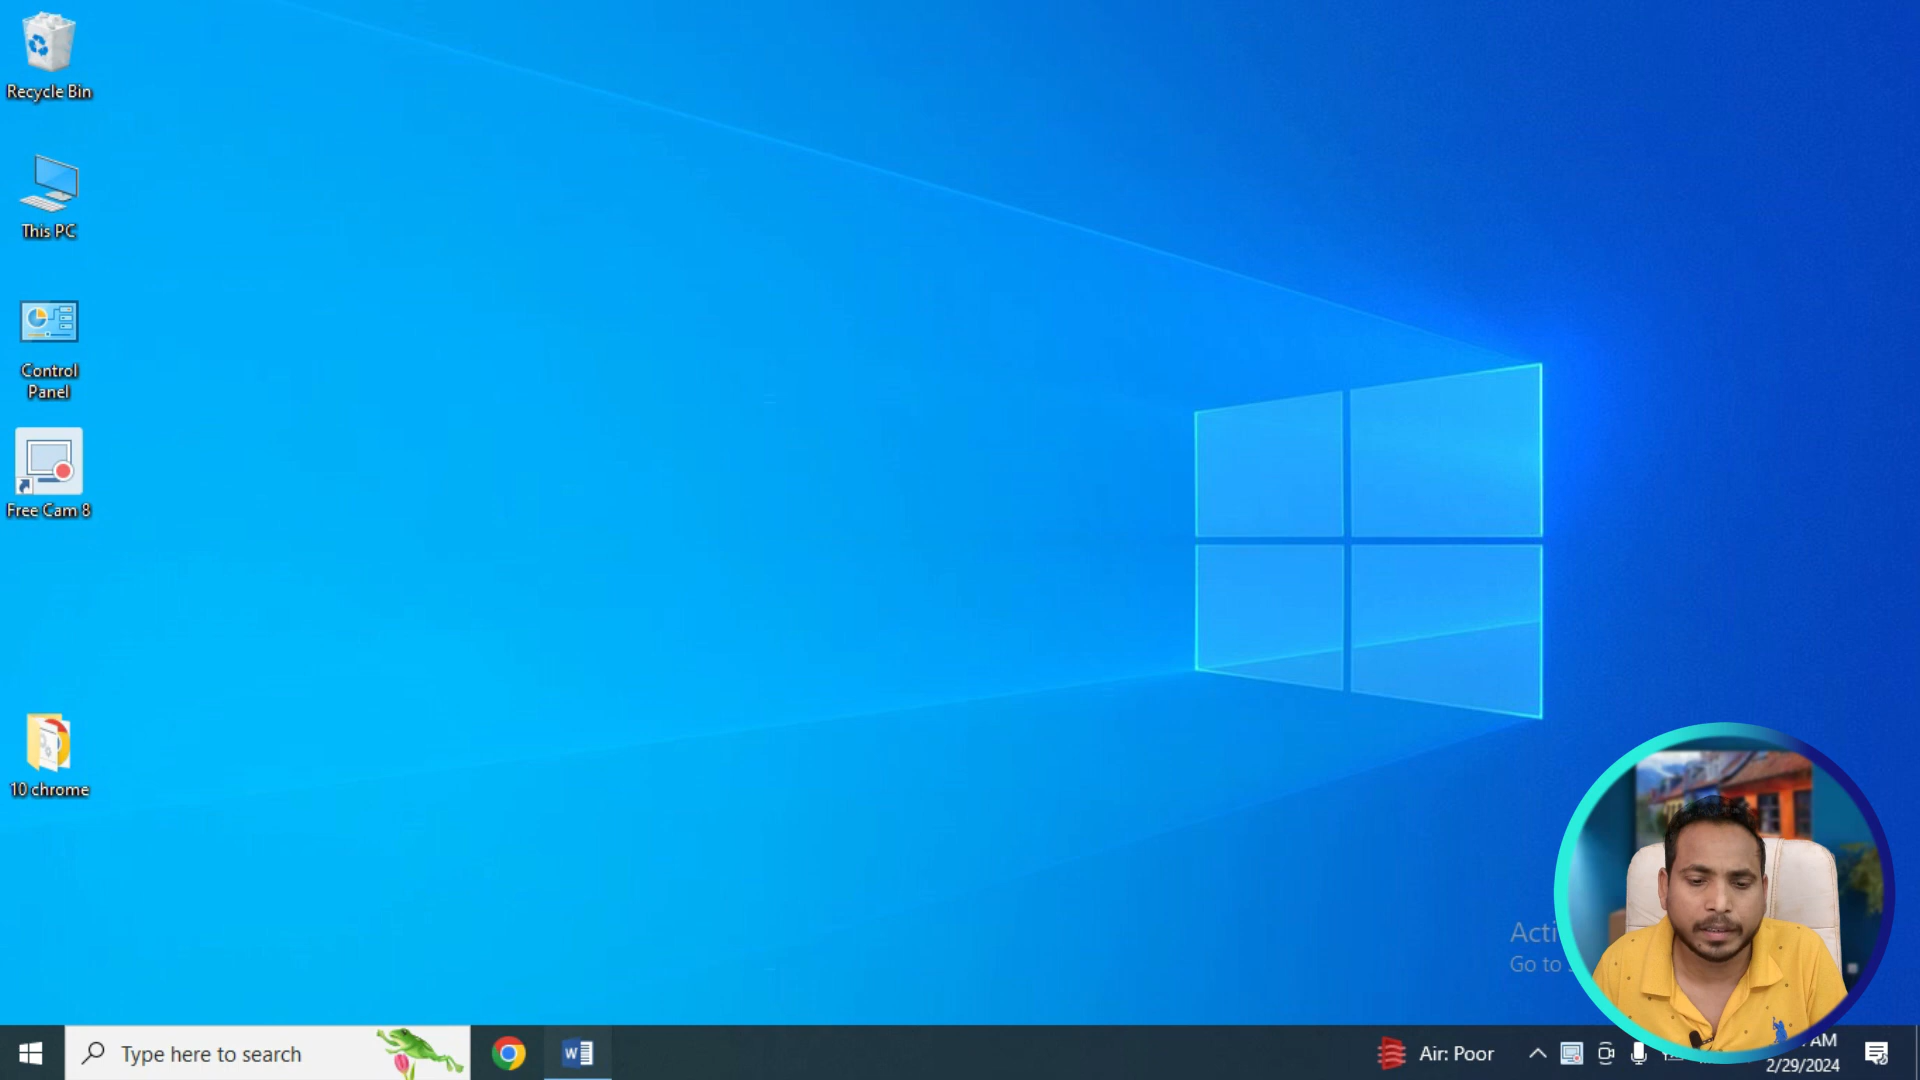 Recycle Bin
This PC
Control
Panel
Free Cam 8
10 chrome
Go to
Type here to search
W
Air: Poor
AM
2/29/2024